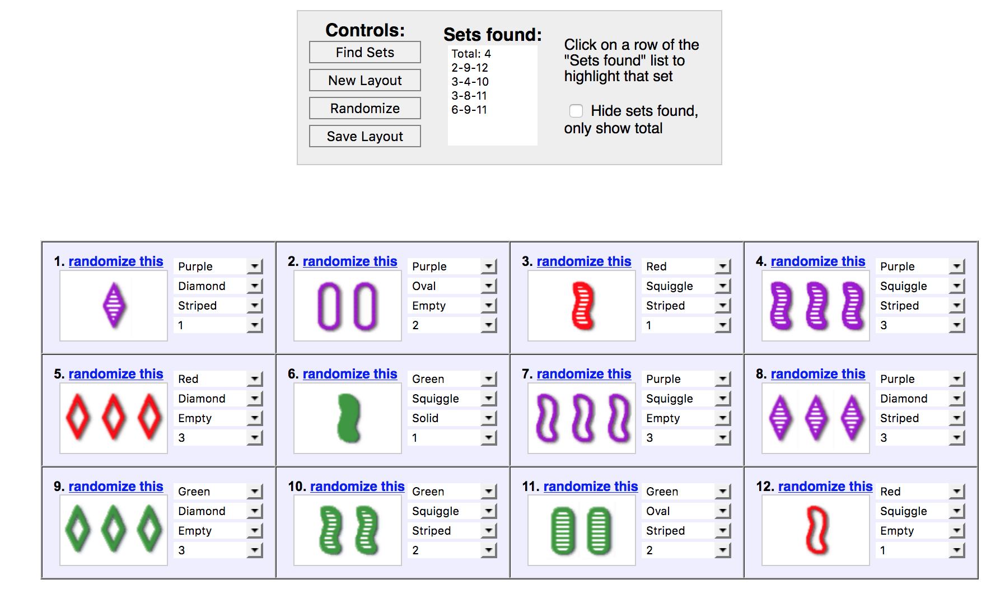 Controls:
Find Sets
New Layout
Randomize
Save Layout
Sets found:
Total: 4
2-9-12
3-4-10
3-8-11
6-9-11
Click on a row of the
"Sets found" list to
highlight that set
Hide sets found,
only show total
1. randomize this
Purple
Diamond
Striped
1
2. randomize this
Purple
Oval
Empty
2
3. randomize this
Red
Squiggle
Striped
1
4. randomize this
Purple
Squiggle
Striped
3
5. randomize this
Red
Diamond
Empty
3
6. randomize this
Green
Squiggle
Solid
1
7. randomize this
Purple
Squiggle
Empty
3
8. randomize this
Purple
Diamond
Striped
3
9. randomize this
Green
Diamond
Empty
3
10. randomize this
Green
Squiggle
Striped
2
11. randomize this
Green
Oval
Striped
2
12. randomize this
Red
Squiggle
Empty
1